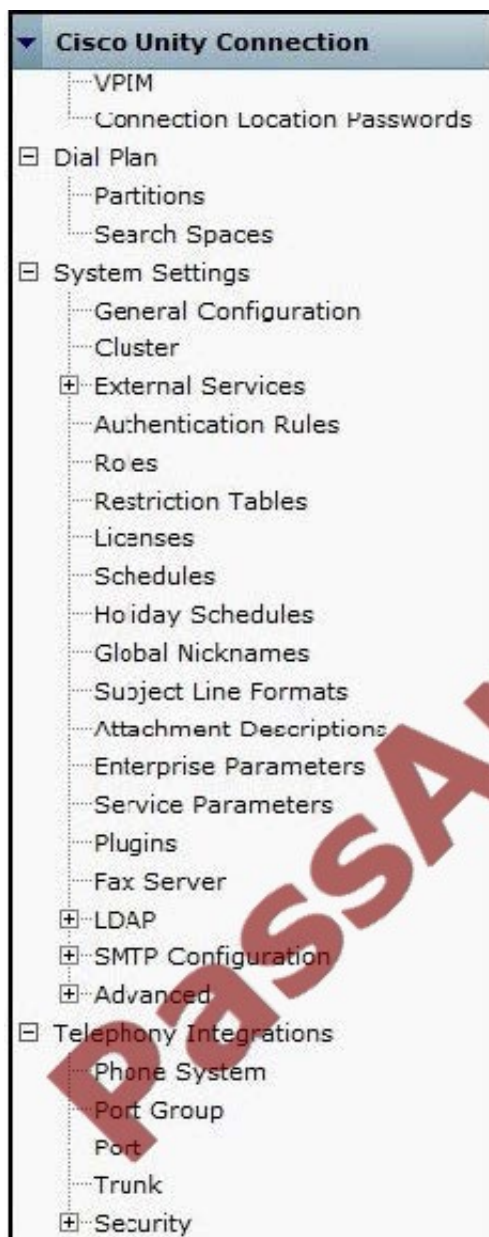 Cisco Unity Connection
VPIM
Connection Location Passwords
Dial Plan
Partitions
Search Spaces
System Settings
General Configuration
Cluster
External Services
Authentication Rules
Roles
Restriction Tables
Licenses
Schedules
Holiday Schedules
Global Nicknames
Subject Line Formats
Attachment Descriptions
Enterprise Parameters
Service Parameters
Plugins
Fax Server
LDAP
SMTP Configuration
Advanced
Telephony Integrations
Phone System
Port Group
Port
Trunk
Security
PassA